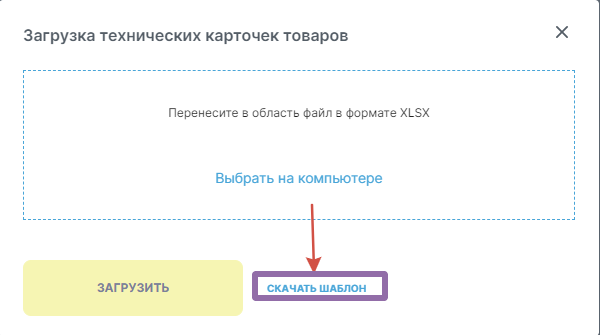 Загрузка технических карточек товаров
Перенесите в область файл в формате XLSX
Выбрать на компьютере
ЗАГРУЗИТЬ
СКАЧАТЬ ШАБЛОН